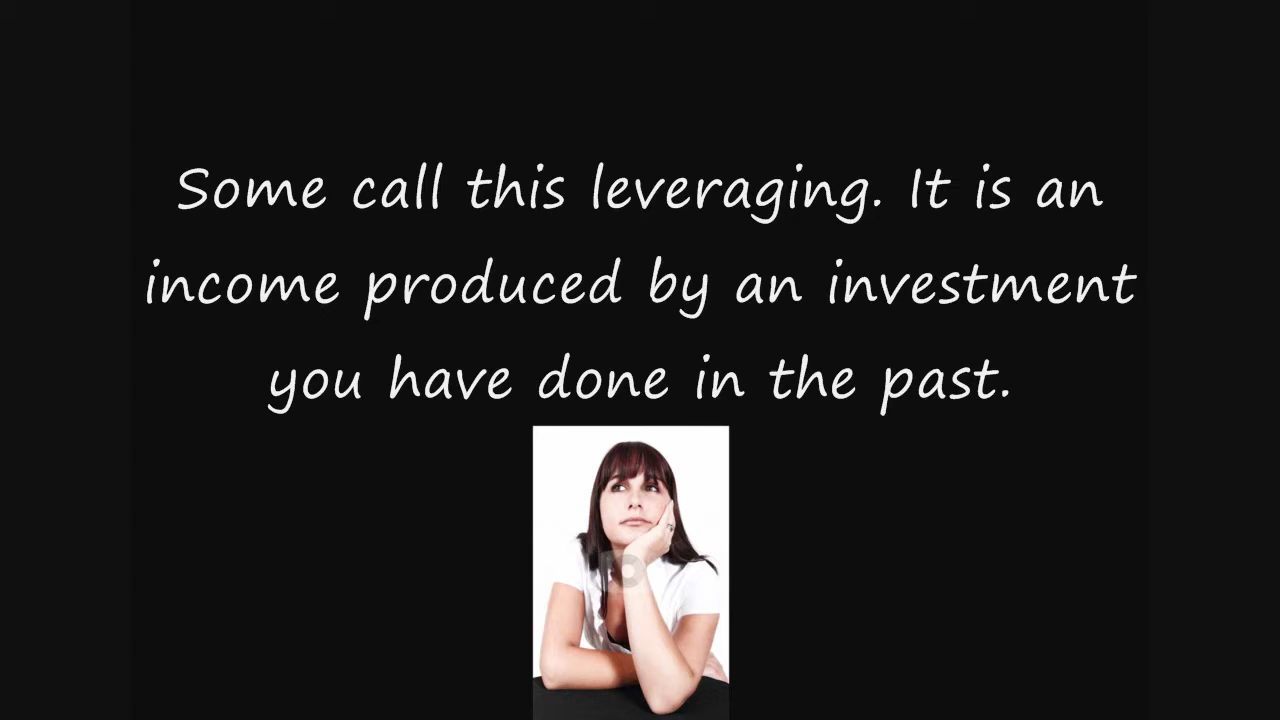 Some call this leveraging. It is an
income produced by an investment
you have done in the past.